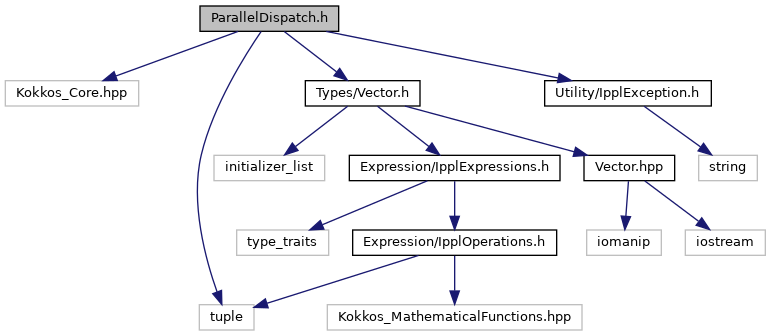 ParallelDispatch.h
Kokkos_Core.hpp
Types/Vector.h
Utility/IpplException.h
initializer_list
Expression/IpplExpressions.h
Vector.hpp
string
type_traits
Expression/IpplOperations.h
iomanip
iostream
tuple
Kokkos_MathematicalFunctions.hpp